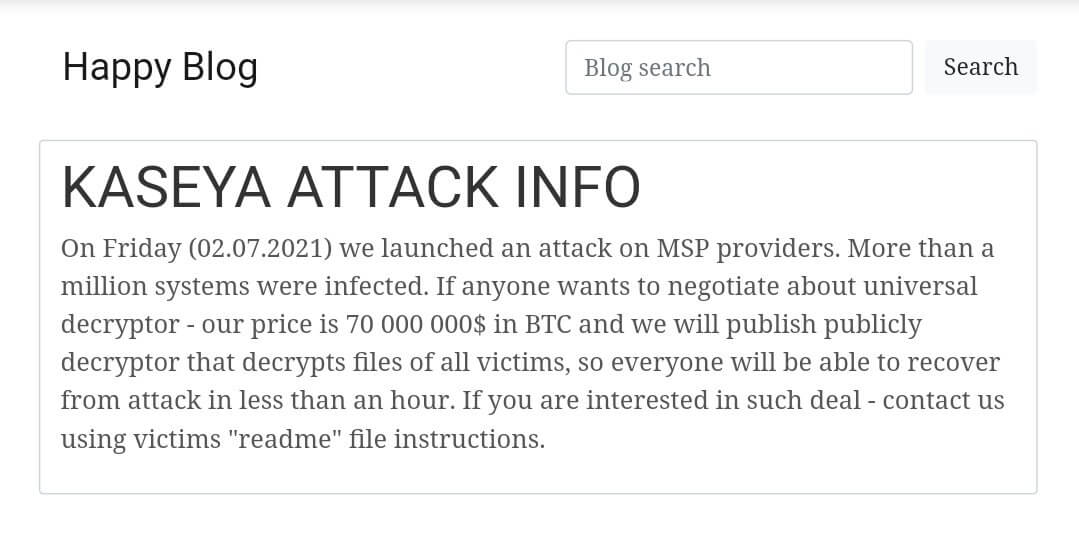 Happy Blog
Blog search
Search
KASEYA ATTACK INFO
On Friday (02.07.2021) we launched an attack on MSP providers. More than a
million systems were infected. If anyone wants to negotiate about universal
decryptor - our price is 70 000 000$ in BTC and we will publish publicly
decryptor that decrypts files of all victims, so everyone will be able to recover
from attack in less than an hour. If you are interested in such deal - contact us
using victims "readme" file instructions.